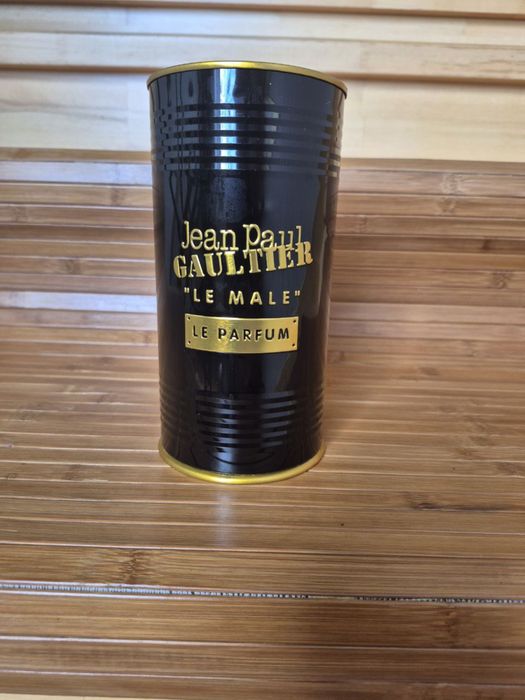 Jean Paul
GAULTIER
"LE MALE"
LE PARFUM